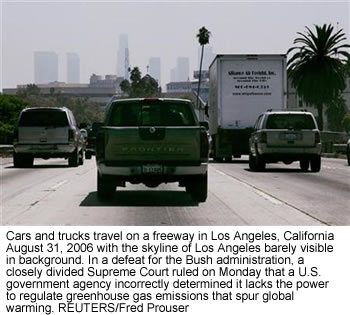 FRONTIER
Cars and trucks travel on a freeway in Los Angeles, California
August 31, 2006 with the skyline of Los Angeles barely visible
in background. In a defeat for the Bush administration, a
closely divided Supreme Court ruled on Monday that a U.S.
government agency incorrectly determined it lacks the power
to regulate greenhouse gas emissions that spur global
warming. REUTERS/Fred Prouser